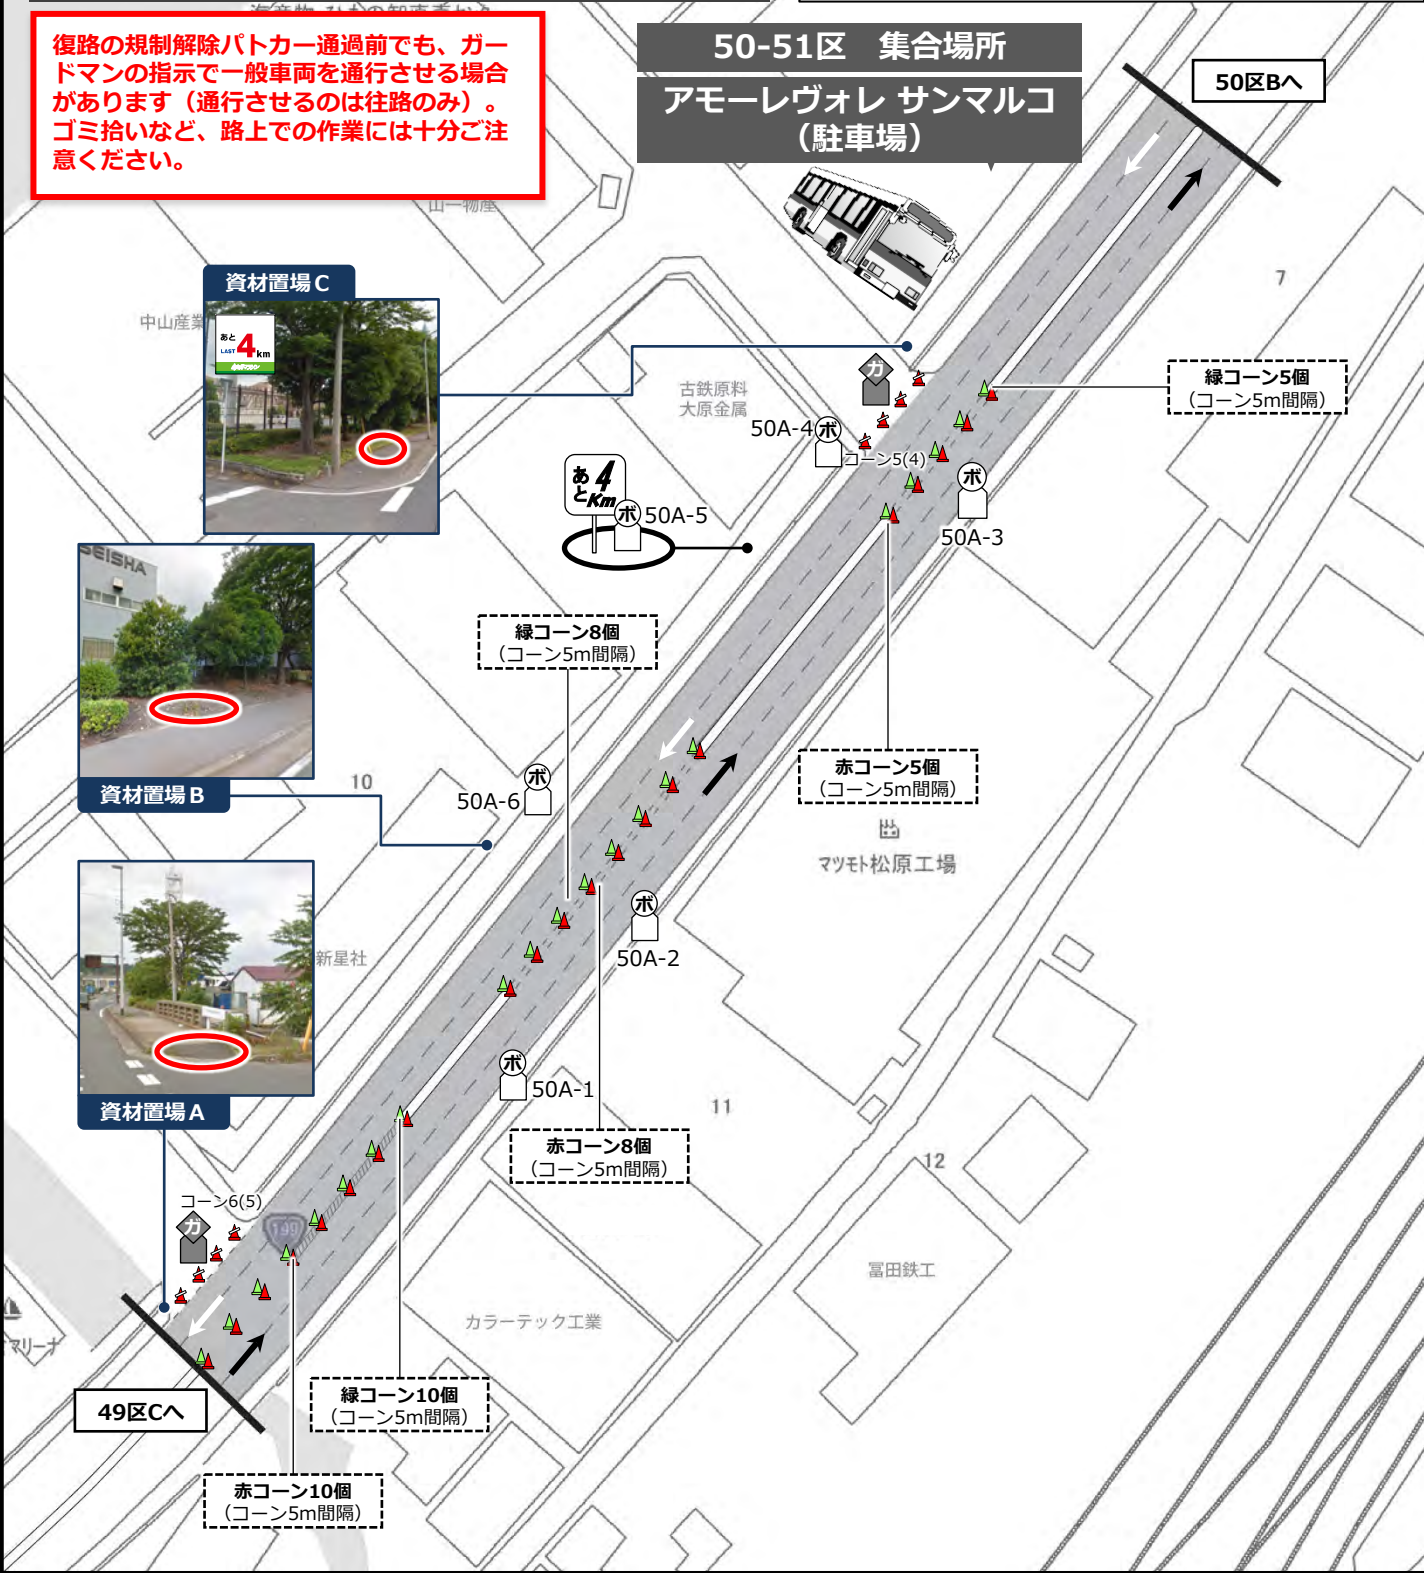 復路の規制解除パトカー通過前でも、ガー
ドマンの指示で一般車両を通行させる場合
があります（通行させるのは往路のみ）。
ゴミ拾いなど、路上での作業には十分ご注
意ください。
50-51区 集合場所
アモーレヴォレ サンマルコ
（駐車場）
50区Bへ
山一物産
資材置場C
中山産業
あと
LAST 4 km
7
古鉄原料
大原金属
ガ
緑コーン5個
（コーン5m間隔）
50A-4
ボ
コーン5(4)
あと 4 Km
ボ
50A-5
ボ
50A-3
SEISHA
緑コーン8個
（コーン5m間隔）
資材置場B
10
ボ
50A-6
赤コーン5個
（コーン5m間隔）
マツモト松原工場
ボ
50A-2
新星社
資材置場A
ボ
50A-1
11
赤コーン8個
（コーン5m間隔）
12
コーン6(5)
ガ
199
冨田鉄工
カラーテック工業
マリーナ
49区Cへ
緑コーン10個
（コーン5m間隔）
赤コーン10個
（コーン5m間隔）